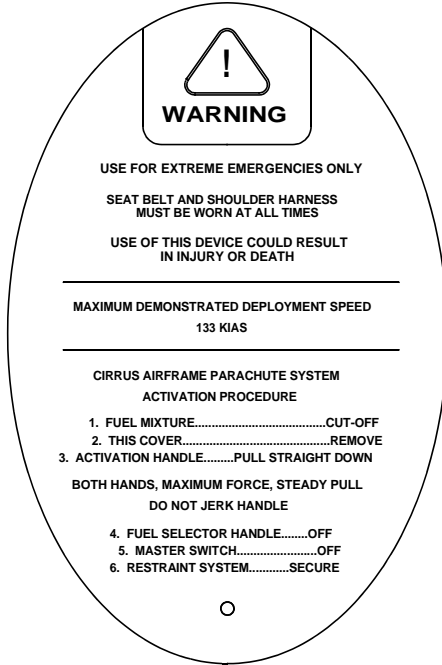 !
WARNING
USE FOR EXTREME EMERGENCIES ONLY
SEAT BELT AND SHOULDER HARNESS
MUST BE WORN AT ALL TIMES
USE OF THIS DEVICE COULD RESULT
IN INJURY OR DEATH
MAXIMUM DEMONSTRATED DEPLOYMENT SPEED
133 KIAS
CIRRUS AIRFRAME PARACHUTE SYSTEM
ACTIVATION PROCEDURE
1. FUEL MIXTURE.......................................CUT-OFF
2. THIS COVER............................................REMOVE
3. ACTIVATION HANDLE.........PULL STRAIGHT DOWN
BOTH HANDS, MAXIMUM FORCE, STEADY PULL
DO NOT JERK HANDLE
4. FUEL SELECTOR HANDLE........OFF
5. MASTER SWITCH........................OFF
6. RESTRAINT SYSTEM............SECURE